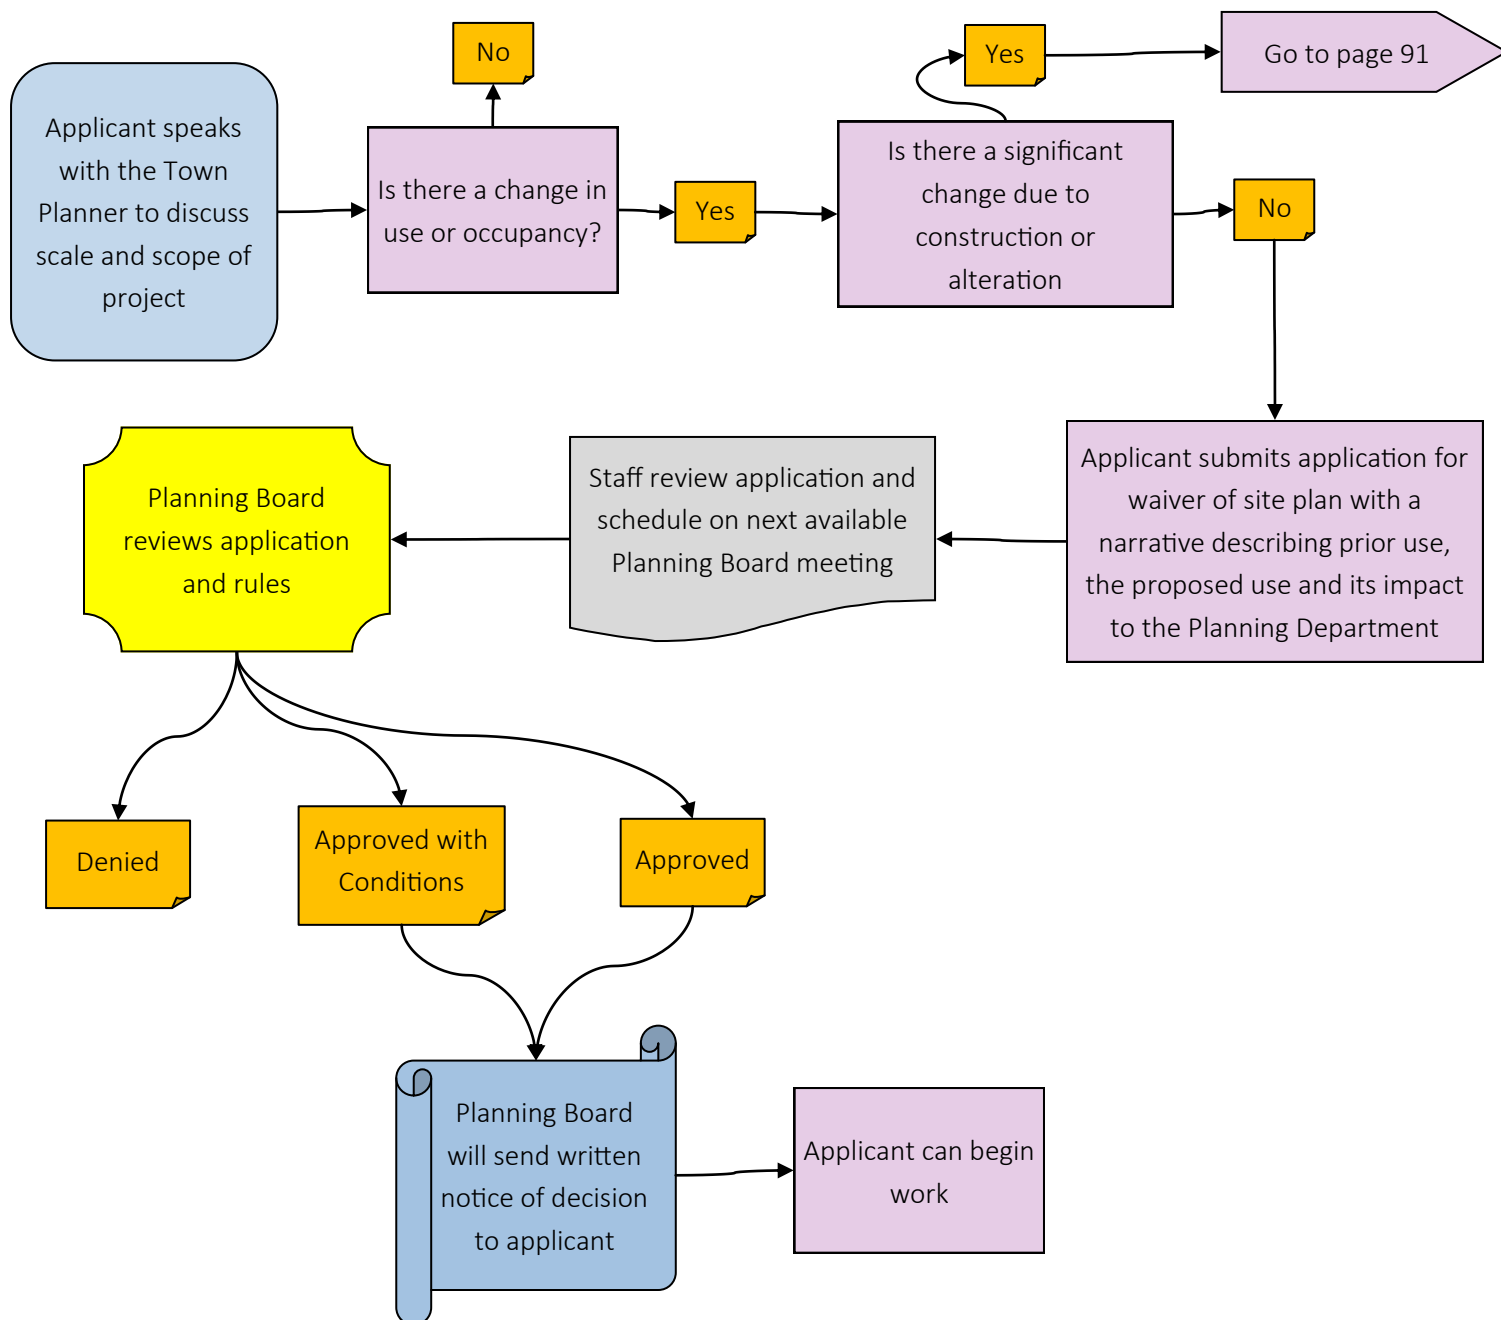 No
Yes
Go to page 91
Applicant speaks
with the Town
Planner to discuss
scale and scope of
project
Is there a change in
use or occupancy?
Yes
Is there a significant
change due to
construction or
alteration
No
Applicant submits application for
waiver of site plan with a
narrative describing prior use,
the proposed use and its impact
to the Planning Department
Staff review application and
schedule on next available
Planning Board meeting
Planning Board
reviews application
and rules
Denied
Approved with
Conditions
Approved
Planning Board
will send written
notice of decision
to applicant
Applicant can begin
work